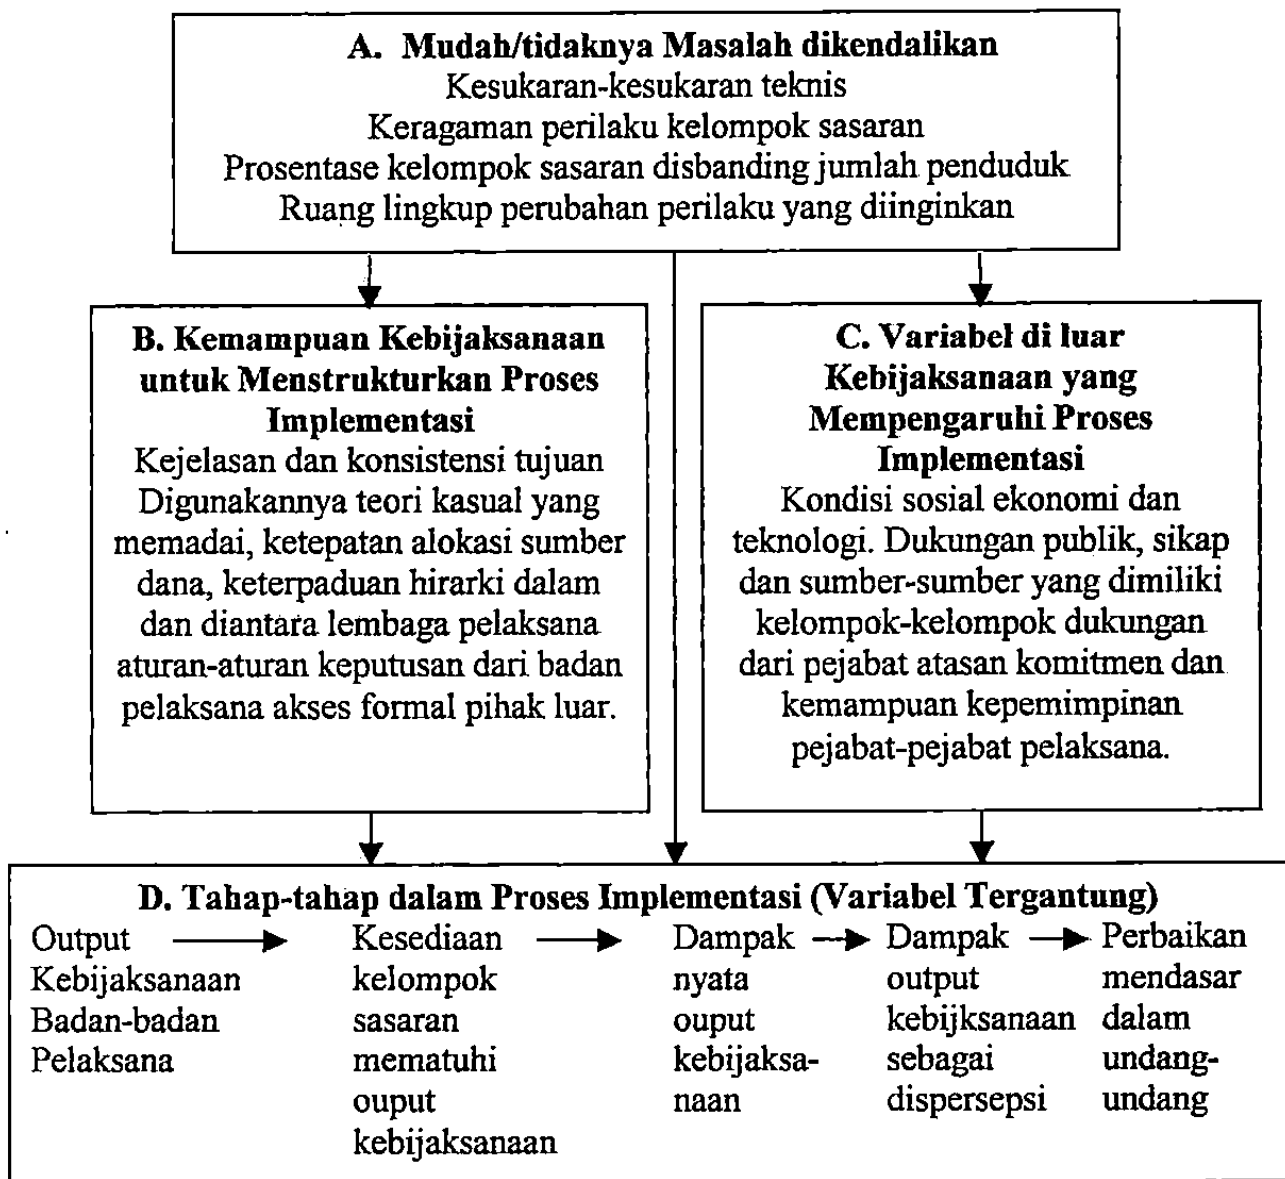 A. Mudah/tidaknya Masalah dikendalikan
Kesukaran-kesukaran teknis
Keragaman perilaku kelompok sasaran
Prosentase kelompok sasaran disbanding jumlah penduduk
Ruang lingkup perubahan perilaku yang diinginkan
B. Kemampuan Kebijaksanaan
untuk Menstrukturkan Proses
Implementasi
Kejelasan dan konsistensi tujuan
Digunakannya teori kasual yang
memadai, ketepatan alokasi sumber
dana, keterpaduan hirarki dalam
dan diantara lembaga pelaksana
aturan-aturan keputusan dari badan
pelaksana akses formal pihak luar.
C. Variabel di luar
Kebijaksanaan yang
Mempengaruhi Proses
Implementasi
Kondisi sosial ekonomi dan
teknologi. Dukungan publik, sikap
dan sumber-sumber yang dimiliki
kelompok-kelompok dukungan
dari pejabat atasan komitmen dan
kemampuan kepemimpinan
pejabat-pejabat pelaksana.
D. Tahap-tahap dalam Proses Implementasi (Variabel Tergantung)
Output
Kebijaksanaan
Badan-badan
Pelaksana
Kesediaan
kelompok
sasaran
mematuhi
ouput
kebijaksanaan
Dampak
nyata
ouput
kebijaksa-
naan
Dampak
output
kebijksanaan
sebagai
dispersepsi
Perbaikan
mendasar
dalam
undang-
undang